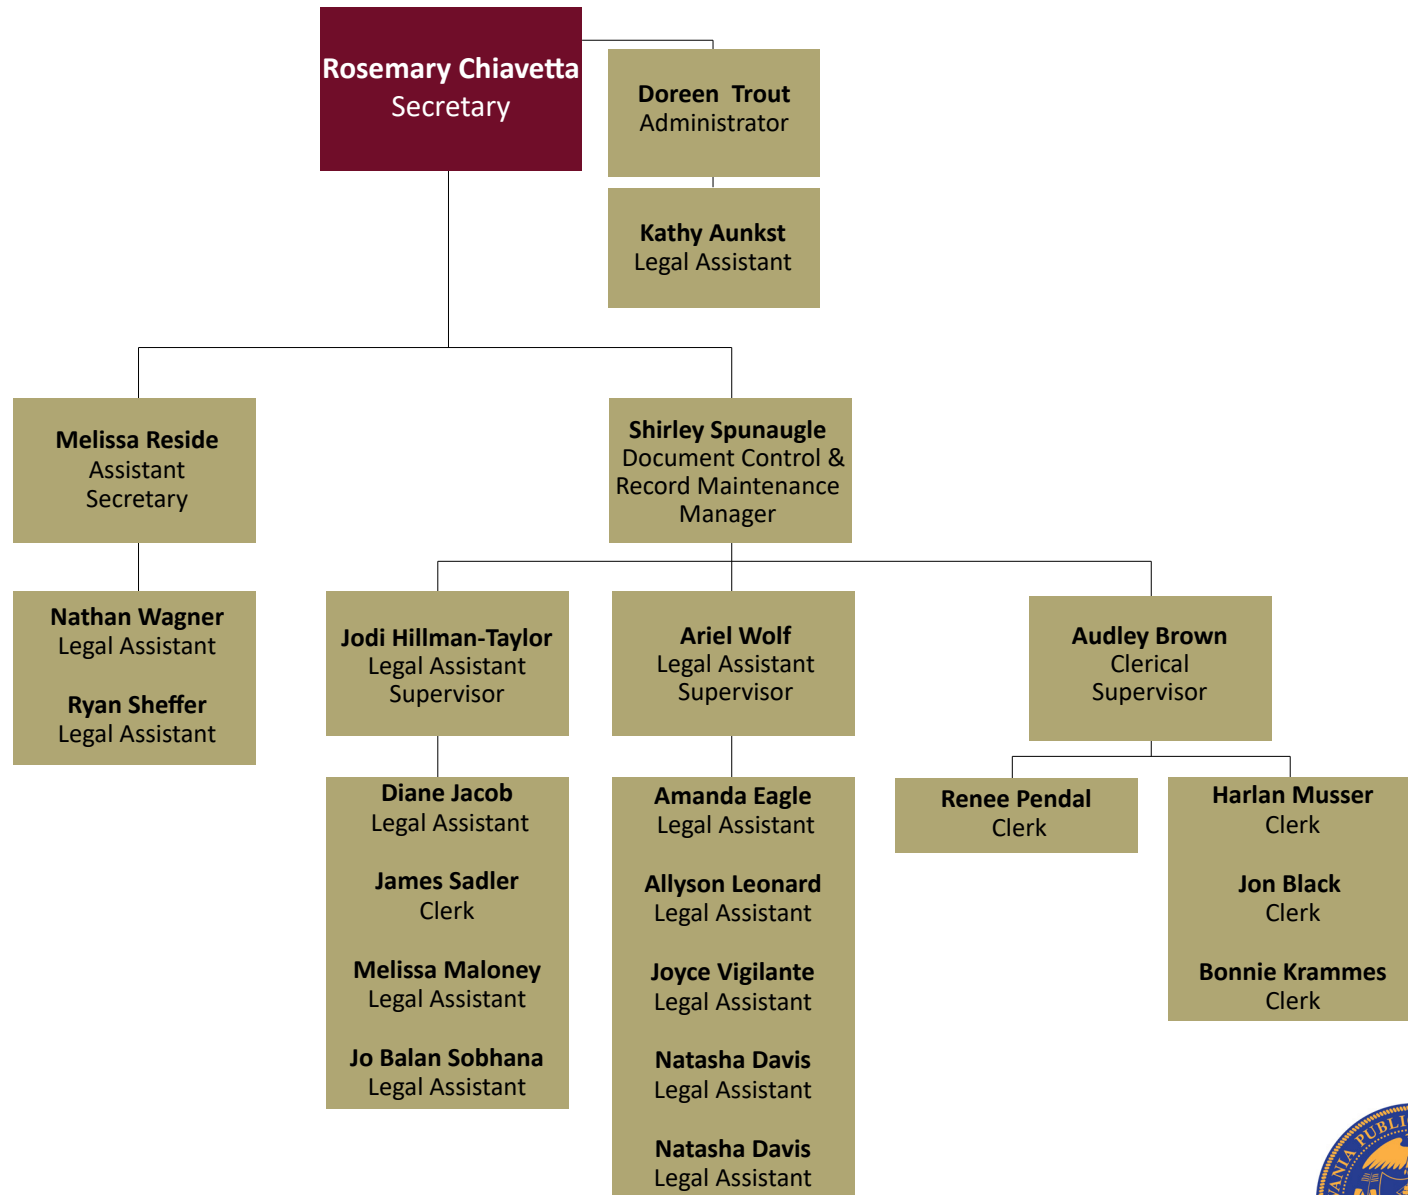 Rosemary Chiavetta
Secretary
Doreen Trout
Administrator
Kathy Aunkst
Legal Assistant
Melissa Reside
Assistant
Secretary
Shirley Spunaugle
Document Control &
Record Maintenance
Manager
Nathan Wagner
Legal Assistant
Ryan Sheffer
Legal Assistant
Jodi Hillman-Taylor
Legal Assistant
Supervisor
Ariel Wolf
Legal Assistant
Supervisor
Audley Brown
Clerical
Supervisor
Diane Jacob
Legal Assistant
James Sadler
Clerk
Melissa Maloney
Legal Assistant
Jo Balan Sobhana
Legal Assistant
Amanda Eagle
Legal Assistant
Allyson Leonard
Legal Assistant
Joyce Vigilante
Legal Assistant
Natasha Davis
Legal Assistant
Natasha Davis
Legal Assistant
Renee Pendal
Clerk
Harlan Musser
Clerk
Jon Black
Clerk
Bonnie Krammes
Clerk